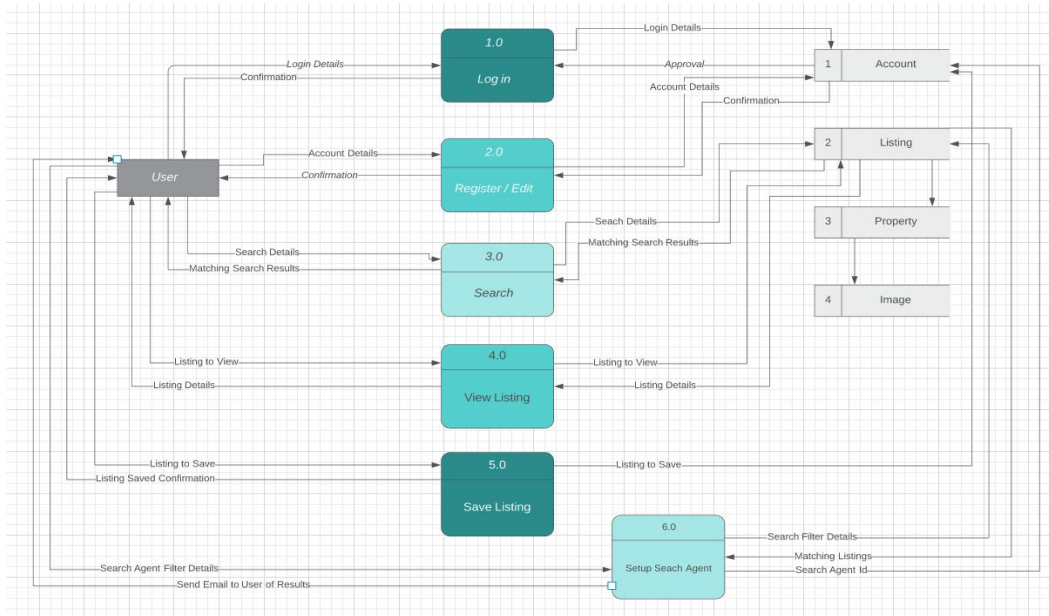 1.0
Log in
Login Details
Login Details
Confirmation
Approval
1 Account
Account Details
Confirmation
2.0
Register / Edit
Account Details
Confirmation
2 Listing
User
3 Property
Seach Details
Matching Search Results
3.0
Search
Search Details
Matching Search Results
4 Image
4.0
View Listing
Listing to View
Listing to View
Listing Details
Listing Details
5.0
Save Listing
Listing to Save
Listing to Save
Listing Saved Confirmation
6.0
Setup Seach Agent
Search Filter Details
Matching Listings
Search Agent Id
Search Agent Filter Details
Send Email to User of Results